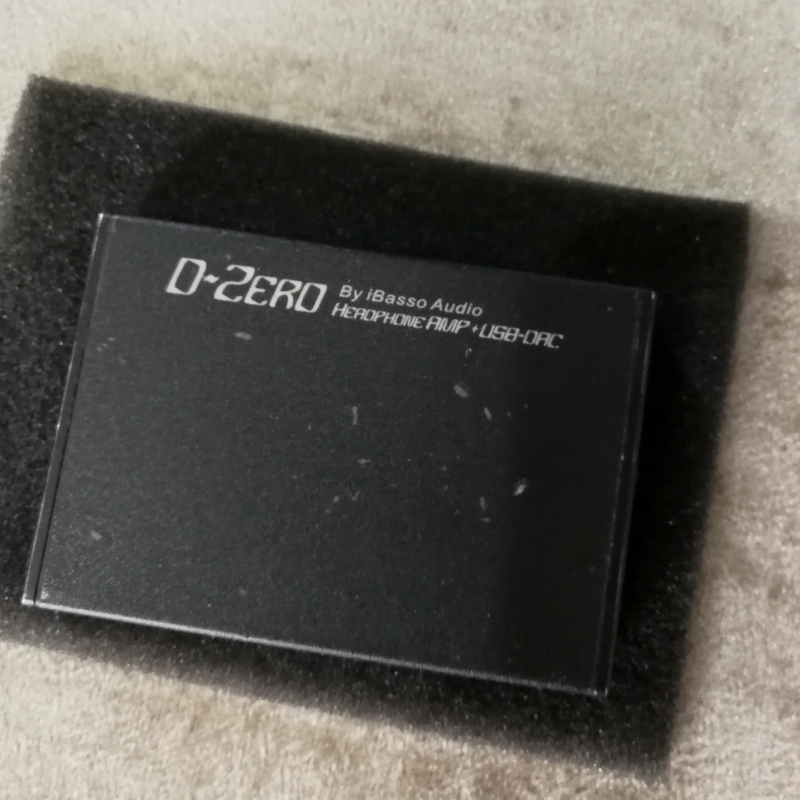 D-ZERO By iBasso Audio
HEADPHONE AMP+USB-DAC